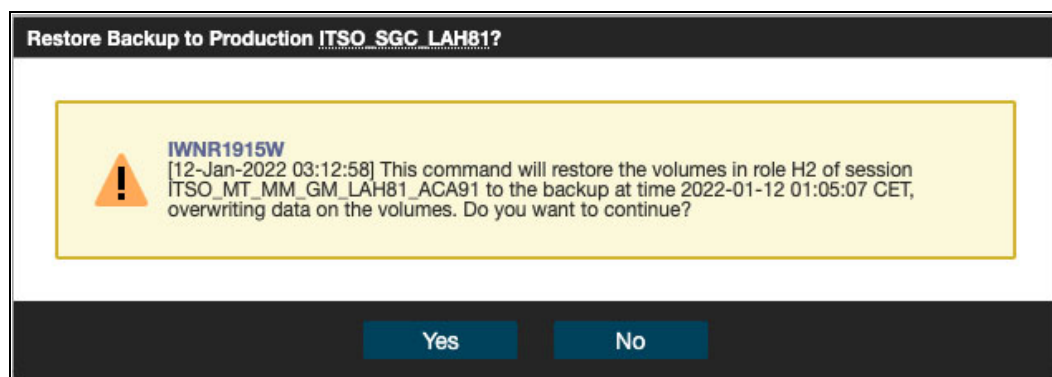 Restore Backup to Production ITSO_SGC_LAH81?
IWNR1915W
[12-Jan-2022 03:12:58] This command will restore the volumes in role H2 of session
ITSO_MT_MM_GM_LAH81_ACA91 to the backup at time 2022-01-12 01:05:07 CET,
overwriting data on the volumes. Do you want to continue?
Yes No